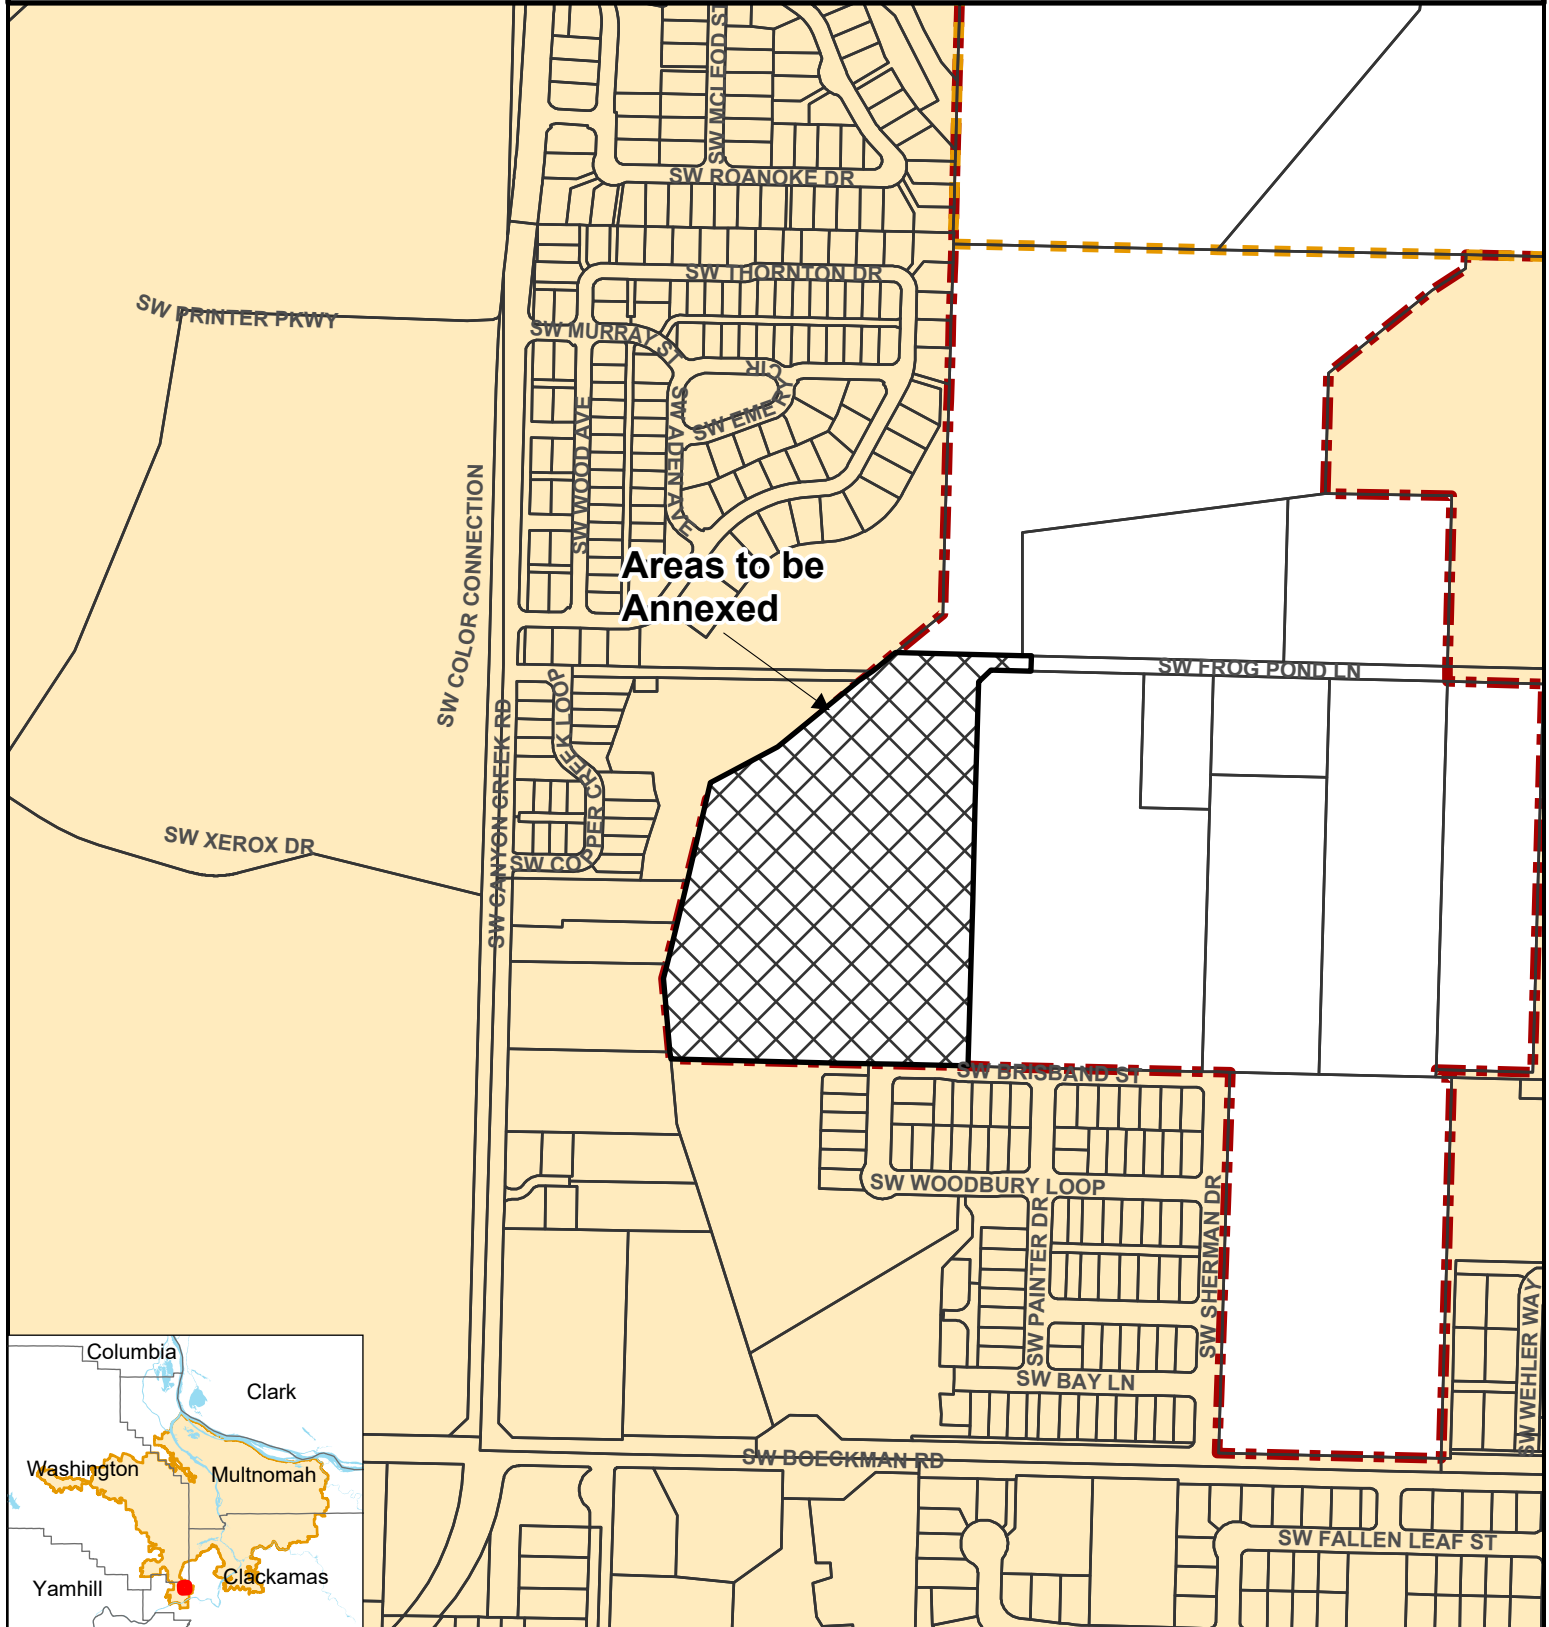 SW MCLEOD ST
SW ROANOKE DR
SW THORNTON DR
SW PRINTER PKWY
SW MURRAY ST
CIR
SW EMERY
SW WOOD AVE
SW ADEN AVE
SW COLOR CONNECTION
Areas to be
Annexed
SW FROG POND LN
SW CANYON CREEK RD
SW COPPER CREEK LOOP
SW XEROX DR
SW BRISBAND ST
SW WOODBURY LOOP
SW PAINTER DR
SW SHERMAN DR
SW BAY LN
SW WEHLER WAY
SW BOECKMAN RD
SW FALLEN LEAF ST
Columbia
Clark
Washington
Multnomah
Yamhill
Clackamas